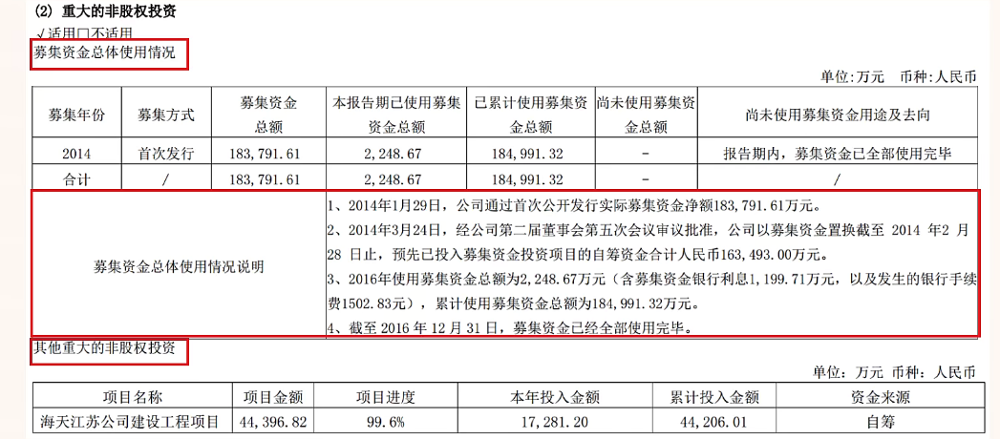 (2) 重大的非股权投资
√适用□不适用
募集资金总体使用情况
单位:万元 币种:人民币
募集年份 募集方式 募集资金总额 本报告期已使用募集资金总额 已累计使用募集资金总额 尚未使用募集资金总额 尚未使用募集资金用途及去向
2014 首次发行 183,791.61 2,248.67 184,991.32 - 报告期内，募集资金已全部使用完毕
合计 / 183,791.61 2,248.67 184,991.32 - /
募集资金总体使用情况说明
1、2014年1月29日，公司通过首次公开发行实际募集资金净额183,791.61万元。
2、2014年3月24日，经公司第二届董事会第五次会议审议批准，公司以募集资金置换截至 2014 年2 月
28 日止，预先已投入募集资金投资项目的自筹资金合计人民币163,493.00万元。
3、2016年使用募集资金总额为2,248.67万元（含募集资金银行利息1,199.71万元，以及发生的银行手续
费1502.83元），累计使用募集资金总额为184,991.32万元。
4、截至 2016 年 12 月 31 日，募集资金已经全部使用完毕。
其他重大的非股权投资
单位：万元 币种：人民币
项目名称 项目金额 项目进度 本年投入金额 累计投入金额 资金来源
海天江苏公司建设工程项目 44,396.82 99.6% 17,281.20 44,206.01 自筹